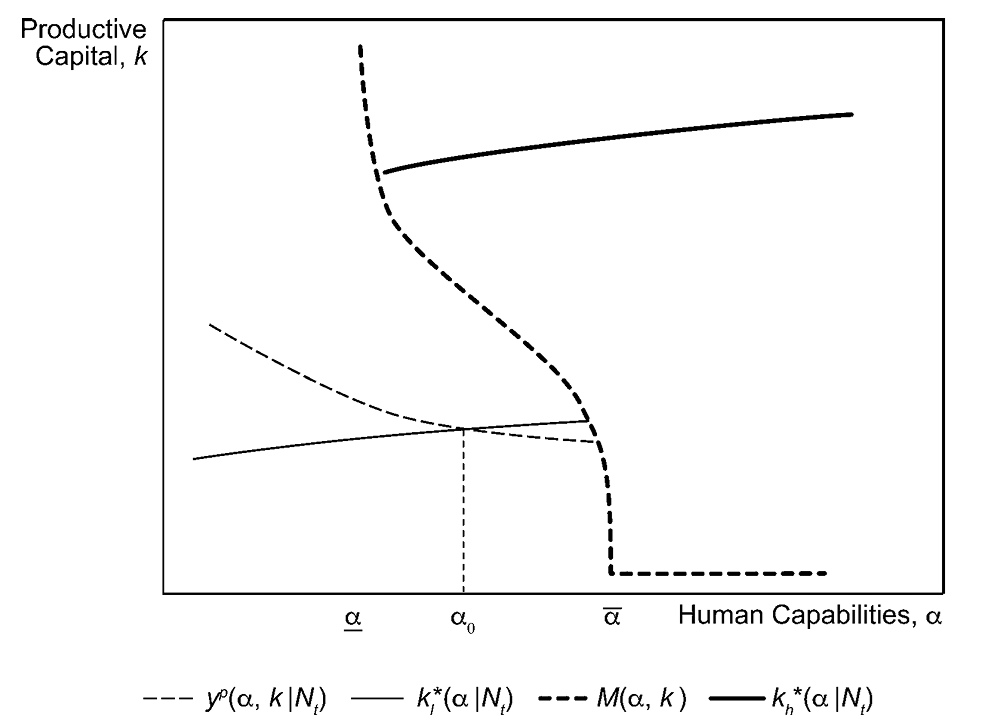 Productive
Capital, k
α̲ α₀ ᾱ Human Capabilities, α
yᵖ(α, k|Nₜ) kₗ*(α|Nₜ) M(α, k) kₕ*(α|Nₜ)